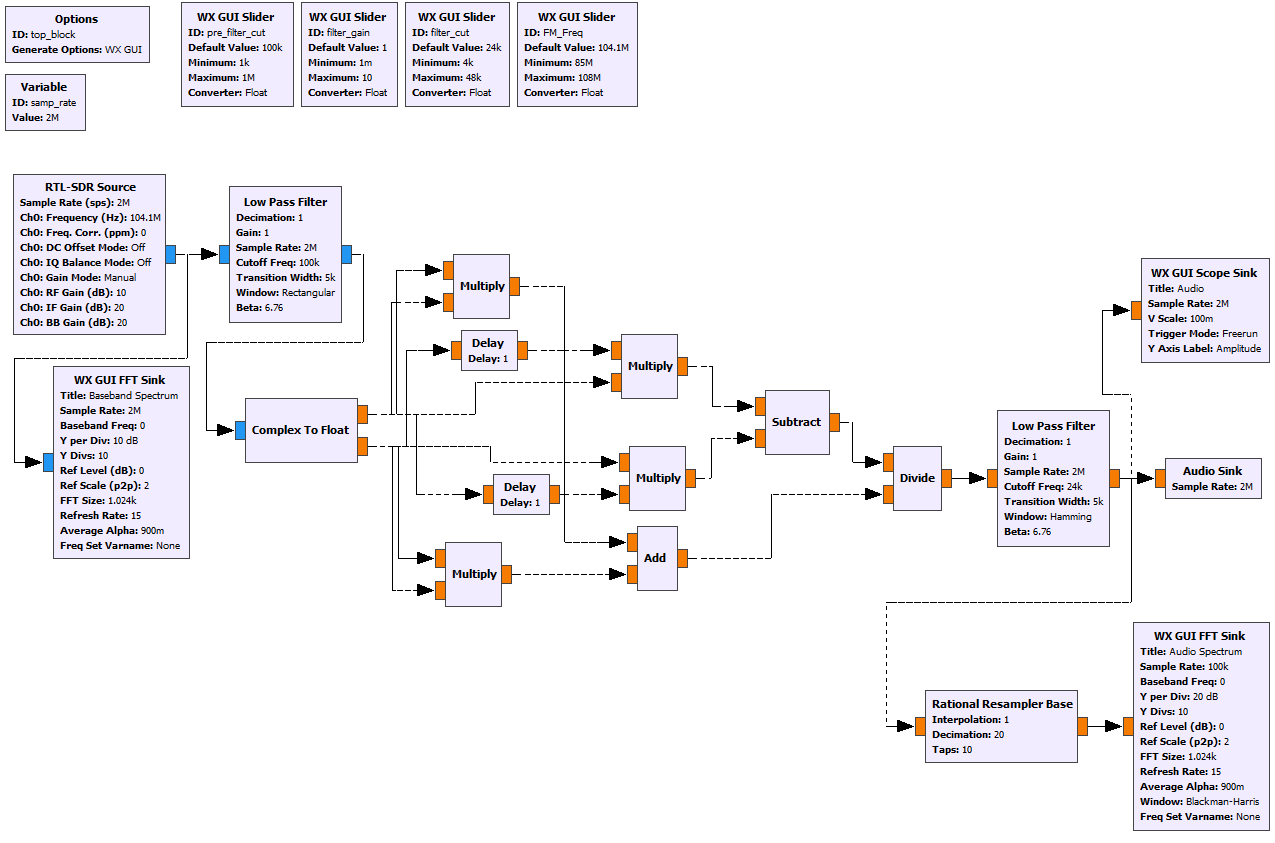 Options
ID: top_block
Generate Options: WX GUI
Variable
ID: samp_rate
Value: 2M
WX GUI Slider
ID: pre_filter_cut
Default Value: 100k
Minimum: 1k
Maximum: 1M
Converter: Float
WX GUI Slider
ID: filter_gain
Default Value: 1
Minimum: 1m
Maximum: 10
Converter: Float
WX GUI Slider
ID: filter_cut
Default Value: 24k
Minimum: 4k
Maximum: 48k
Converter: Float
WX GUI Slider
ID: FM_Freq
Default Value: 104.1M
Minimum: 85M
Maximum: 108M
Converter: Float
RTL-SDR Source
Sample Rate (sps): 2M
Ch0: Frequency (Hz): 104.1M
Ch0: Freq. Corr. (ppm): 0
Ch0: DC Offset Mode: Off
Ch0: IQ Balance Mode: Off
Ch0: Gain Mode: Manual
Ch0: RF Gain (dB): 10
Ch0: IF Gain (dB): 20
Ch0: BB Gain (dB): 20
Low Pass Filter
Decimation: 1
Gain: 1
Sample Rate: 2M
Cutoff Freq: 100k
Transition Width: 5k
Window: Rectangular
Beta: 6.76
WX GUI FFT Sink
Title: Baseband Spectrum
Sample Rate: 2M
Baseband Freq: 0
Y per Div: 10 dB
Y Divs: 10
Ref Level (dB): 0
Ref Scale (p2p): 2
FFT Size: 1.024k
Refresh Rate: 15
Average Alpha: 900m
Freq Set Varname: None
Complex To Float
Multiply
Delay
Delay: 1
Multiply
Multiply
Delay
Delay: 1
Multiply
Add
Subtract
Divide
Low Pass Filter
Decimation: 1
Gain: 1
Sample Rate: 2M
Cutoff Freq: 24k
Transition Width: 5k
Window: Hamming
Beta: 6.76
WX GUI Scope Sink
Title: Audio
Sample Rate: 2M
V Scale: 100m
Trigger Mode: Freerun
Y Axis Label: Amplitude
Audio Sink
Sample Rate: 2M
Rational Resampler Base
Interpolation: 1
Decimation: 20
Taps: 10
WX GUI FFT Sink
Title: Audio Spectrum
Sample Rate: 100k
Baseband Freq: 0
Y per Div: 20 dB
Y Divs: 10
Ref Level (dB): 0
Ref Scale (p2p): 2
FFT Size: 1.024k
Refresh Rate: 15
Average Alpha: 900m
Window: Blackman-Harris
Freq Set Varname: None